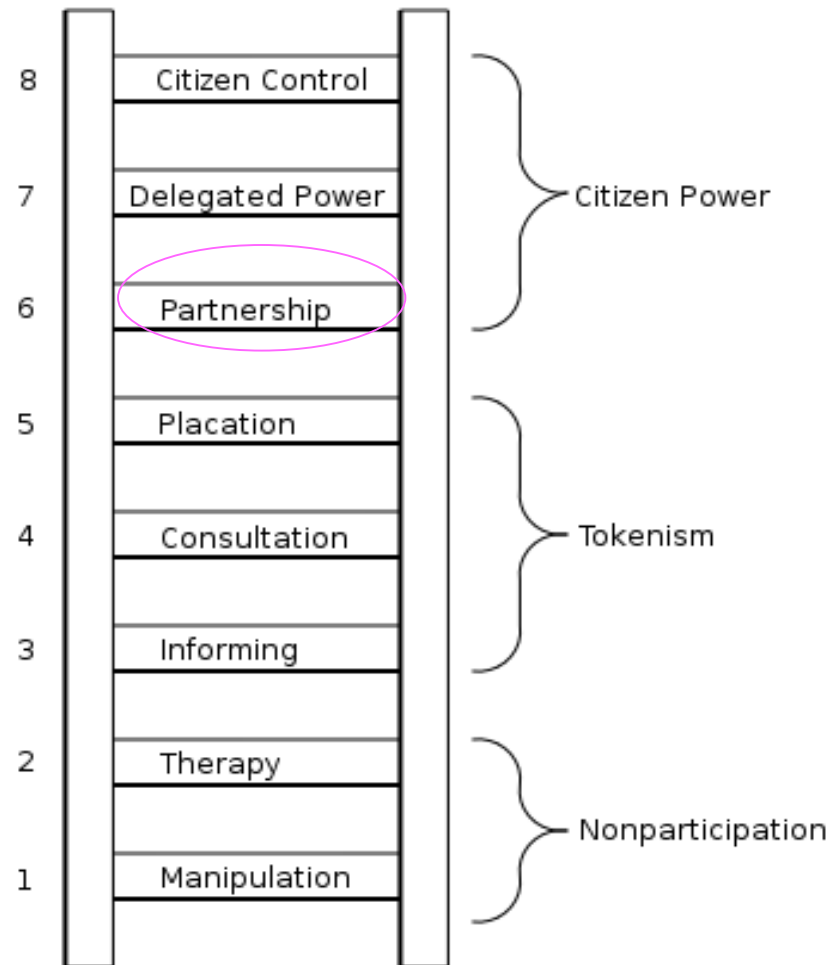 8 Citizen Control
7 Delegated Power
Citizen Power
6 Partnership
5 Placation
4 Consultation
Tokenism
3 Informing
2 Therapy
Nonparticipation
1 Manipulation